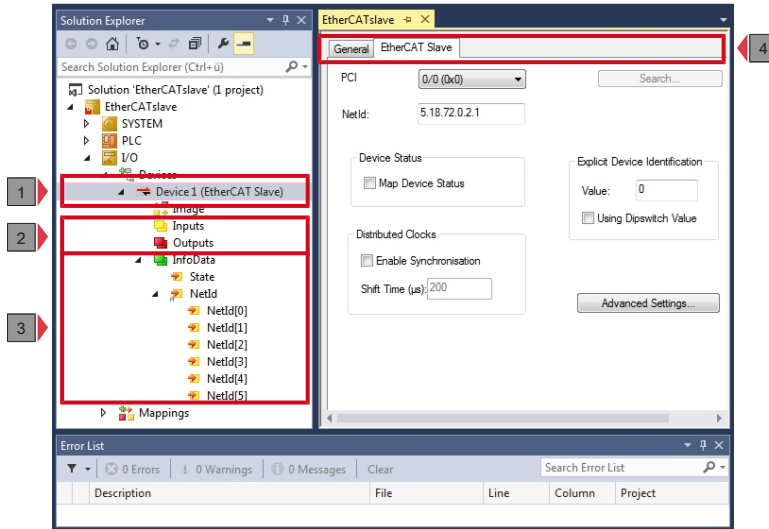 Solution Explorer
Search Solution Explorer (Ctrl+ü)
Solution 'EtherCATslave' (1 project)
EtherCATslave
SYSTEM
PLC
I/O
Devices
1
Device 1 (EtherCAT Slave)
Image
2
Inputs
Outputs
InfoData
State
NetId
NetId[0]
3
NetId[1]
NetId[2]
NetId[3]
NetId[4]
NetId[5]
Mappings
EtherCATslave
4
General
EtherCAT Slave
PCI
0/0 (0x0)
Search...
NetId:
5.18.72.0.2.1
Device Status
Map Device Status
Explicit Device Identification
Value:
0
Using Dipswitch Value
Distributed Clocks
Enable Synchronisation
Shift Time (µs):
200
Advanced Settings...
Error List
0 Errors
0 Warnings
0 Messages
Clear
Search Error List
Description
File
Line
Column
Project